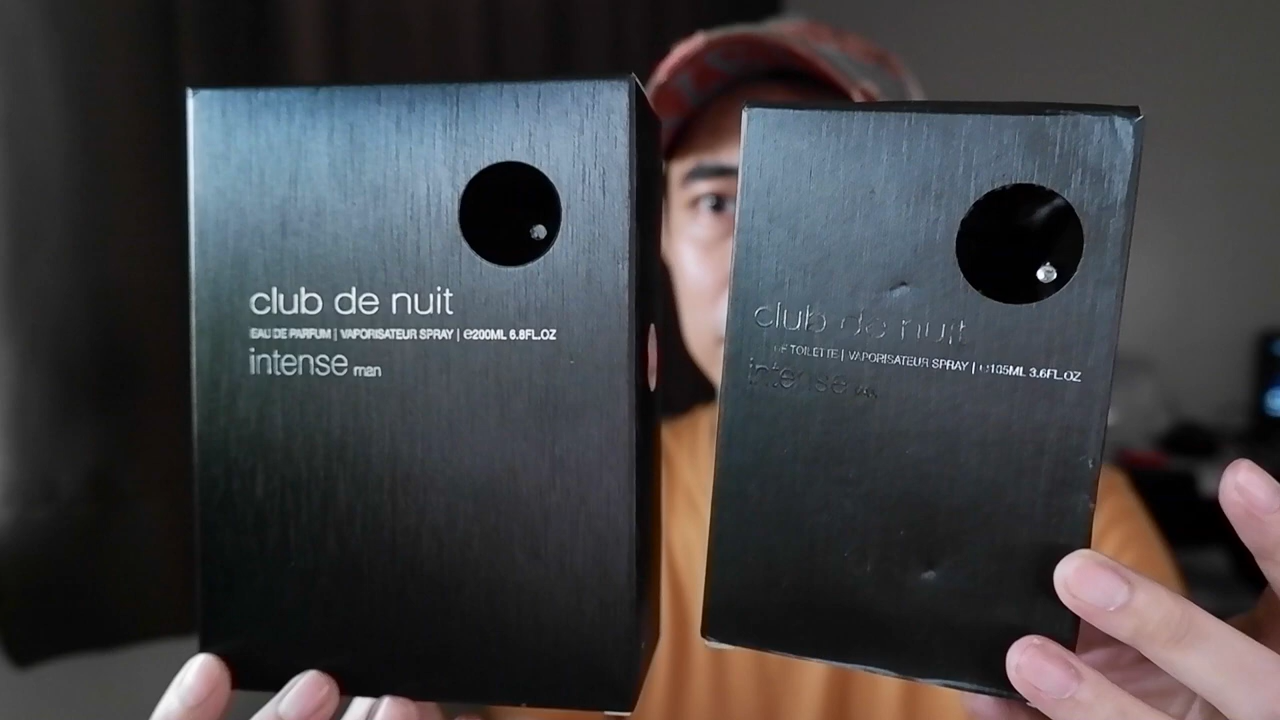 club de nuit
EAU DE PARFUM | VAPORISATEUR SPRAY | ℮200ML 6.8FL.OZ
intense man
club de nuit
DE TOILETTE | VAPORISATEUR SPRAY | ℮105ML 3.6FL.OZ
intense